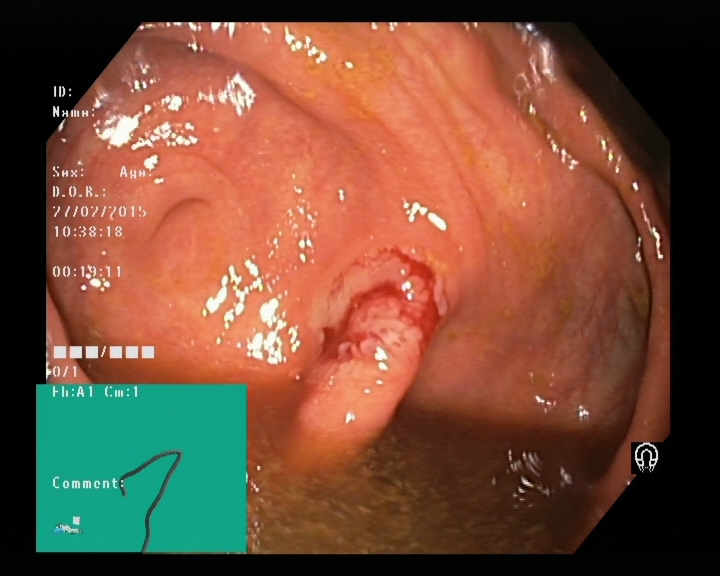 ID:
Name:
Sex: Age:
D.O.B.:
27/02/2015
10:38:18
00:19:11
0/1
Eh:A1 Cm:1
Comment: